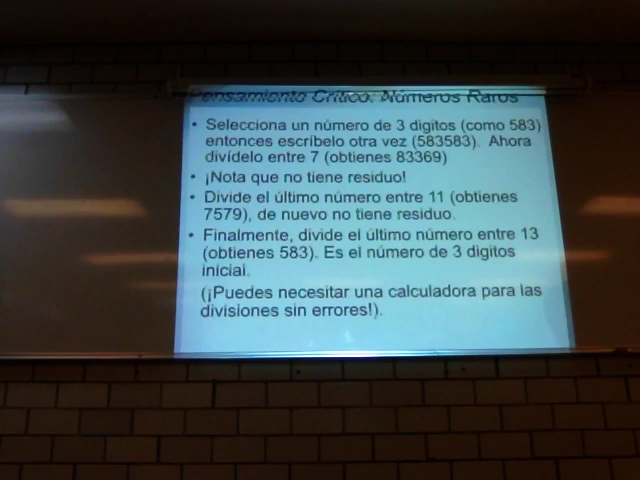 Pensamiento Crítico: Números Raros
• Selecciona un número de 3 digitos (como 583)
entonces escríbelo otra vez (583583). Ahora
divídelo entre 7 (obtienes 83369)
• ¡Nota que no tiene residuo!
• Divide el último número entre 11 (obtienes
7579), de nuevo no tiene residuo.
• Finalmente, divide el último número entre 13
(obtienes 583). Es el número de 3 digitos
inicial.
(¡Puedes necesitar una calculadora para las
divisiones sin errores!).